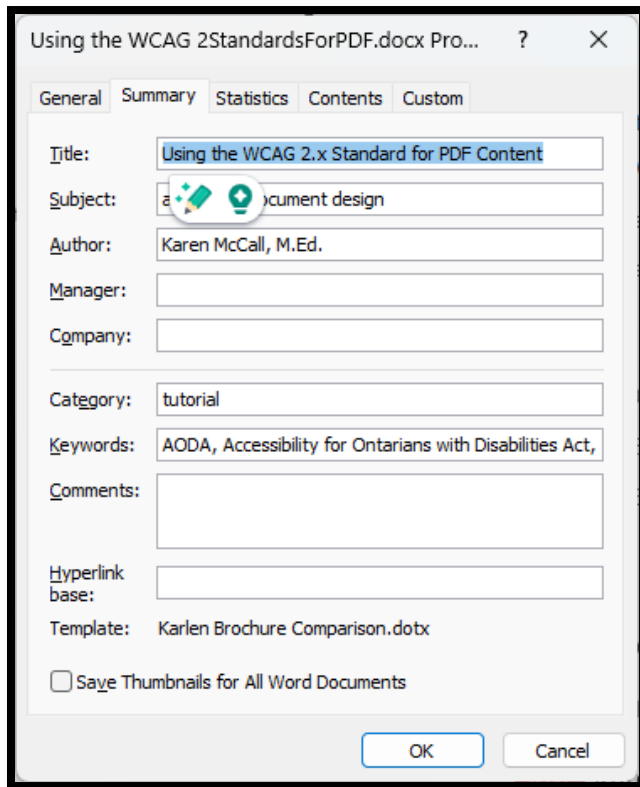 Using the WCAG 2StandardsForPDF.docx Pro... ?
General Summary Statistics Contents Custom
Title: Using the WCAG 2.x Standard for PDF Content
Subject: design
Author: Karen McCall, M.Ed.
Manager:
Company:
Category: tutorial
Keywords: AODA, Accessibility for Ontarians with Disabilities Act,
Comments:
Hyperlink
base:
Template: Karlen Brochure Comparison.dotx
Save Thumbnails for All Word Documents
OK Cancel